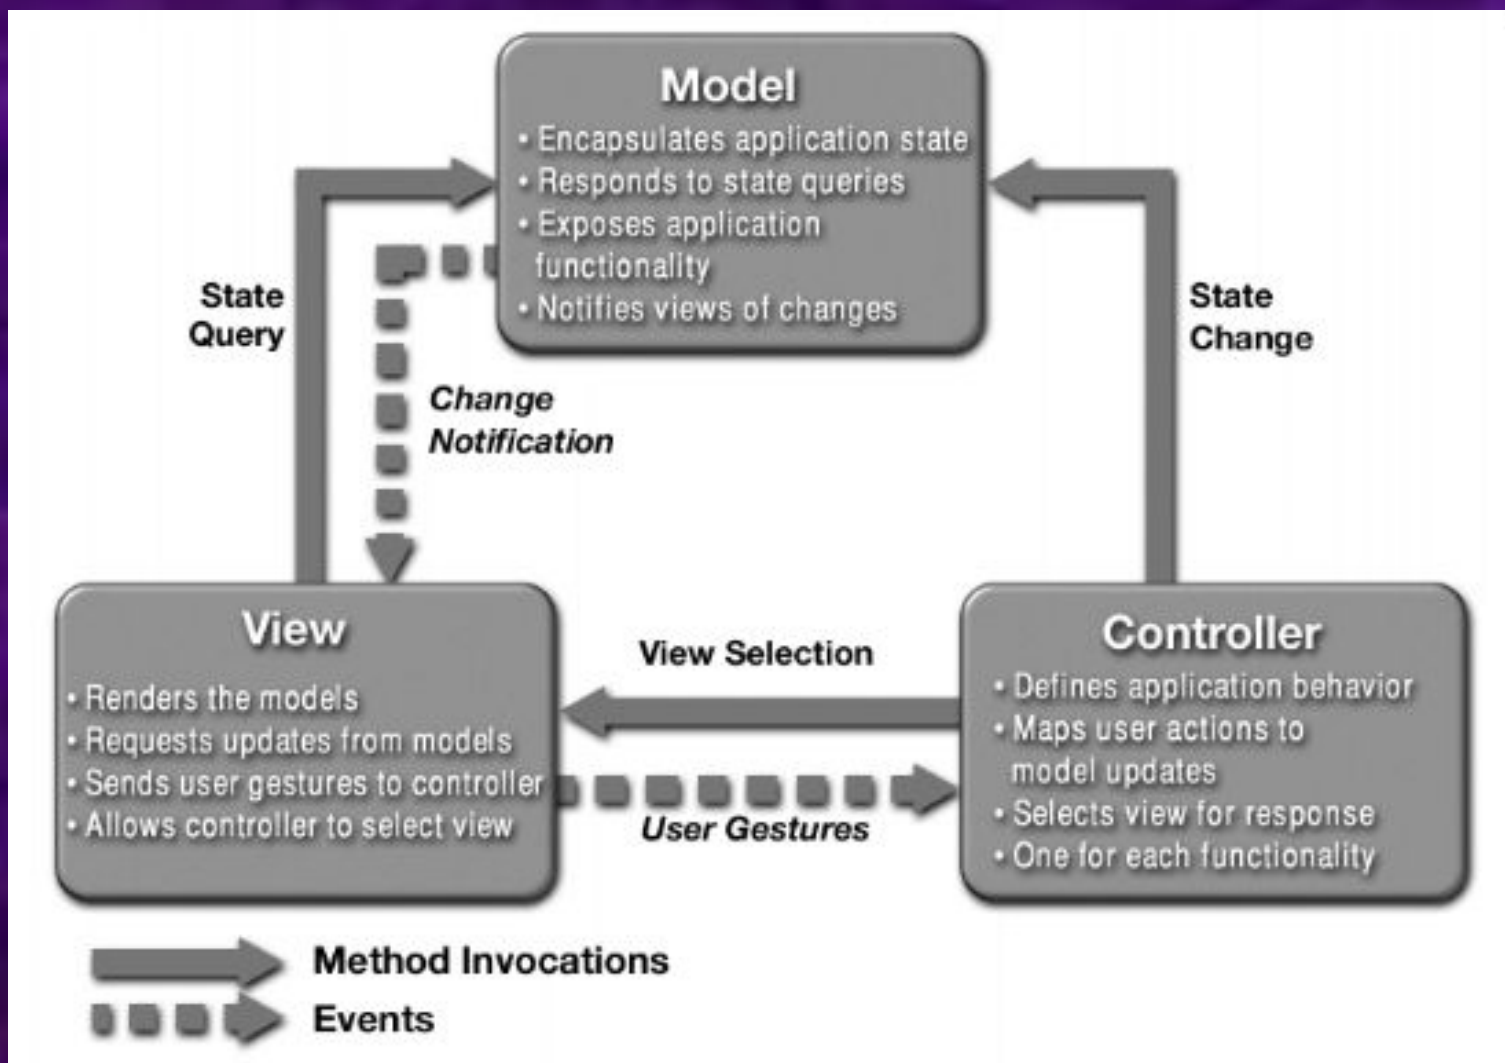 Model
• Encapsulates application state
• Responds to state queries
• Exposes application
functionality
• Notifies views of changes
State
Query
Change
Notification
State
Change
View
• Renders the models
• Requests updates from models
• Sends user gestures to controller
• Allows controller to select view
View Selection
User Gestures
Controller
• Defines application behavior
• Maps user actions to
model updates
• Selects view for response
• One for each functionality
Method Invocations
Events